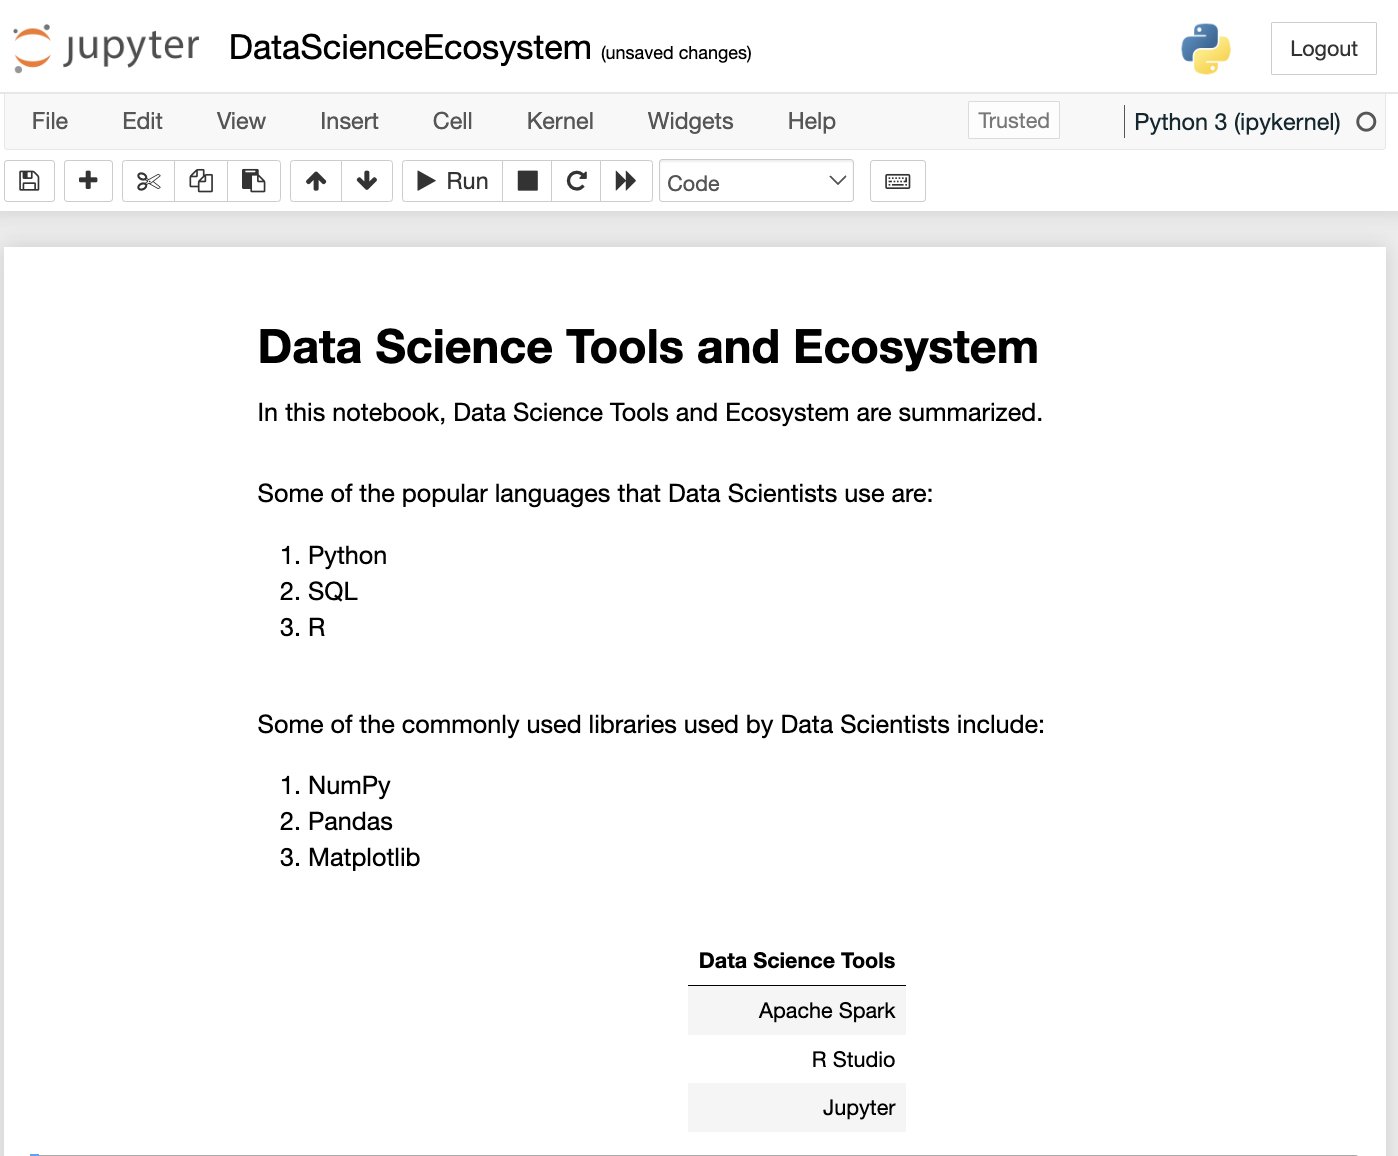 jupyter DataScienceEcosystem (unsaved changes) Logout
File Edit View Insert Cell Kernel Widgets Help Trusted Python 3 (ipykernel)
Run Code
Data Science Tools and Ecosystem
In this notebook, Data Science Tools and Ecosystem are summarized.
Some of the popular languages that Data Scientists use are:
1. Python
2. SQL
3. R
Some of the commonly used libraries used by Data Scientists include:
1. NumPy
2. Pandas
3. Matplotlib
Data Science Tools
Apache Spark
R Studio
Jupyter